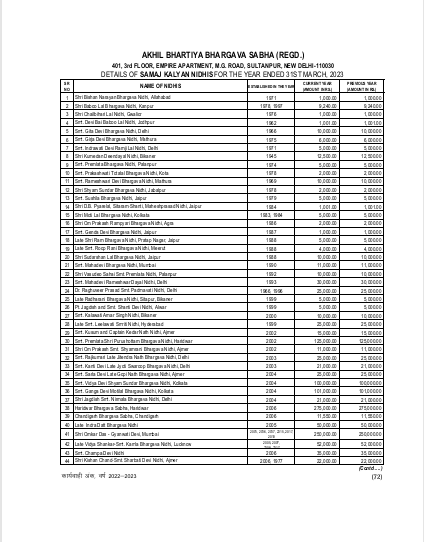 AKHIL BHARTIYA BHARGAVA SABHA (REGD.)
401, 3rd FLOOR, EMPIRE APARTMENT, M.G. ROAD, SULTANPUR, NEW DELHI-110030
DETAILS OF SAMAJ KALYAN NIDHIS FOR THE YEAR ENDED 31ST MARCH, 2023
SR NO NAME OF NIDHIS ESTABLISHED IN THE YEAR CURRENT YEAR (AMOUNT IN RS.) PREVIOUS YEAR (AMOUNT IN RS.)
1 Shri Bishan Narayan Bhargava Nidhi, Allahabad 1971 1,000.00 1,000.00
2 Shri Baboo Lal Bhargava Nidhi, Kanpur 1978, 1997 9,240.00 9,240.00
3 Shri Chaibihari Lal Nidhi, Gwalior 1976 1,000.00 1,000.00
4 Smt. Devi Bai Baboo Lal Nidhi, Jodhpur 1962 1,001.00 1,001.00
5 Smt. Gita Devi Bhargava Nidhi, Delhi 1966 10,000.00 10,000.00
6 Smt. Girja Devi Bhargava Nidhi, Mathura 1975 6,000.00 6,000.00
7 Smt. Indrawati Devi Ramji Lal Nidhi, Delhi 1971 5,000.00 5,000.00
8 Shri Kunedan Deendayal Nidhi, Bikaner 1945 12,500.00 12,500.00
9 Smt. Premlata Bhargava Nidhi, Palanpur 1974 5,000.00 5,000.00
10 Smt. Prakashwati Totalal Bhargava Nidhi, Kota 1978 2,000.00 2,000.00
11 Smt. Rameshwari Devi Bhargava Nidhi, Mathura 1969 10,000.00 10,000.00
12 Shri Shyam Sundar Bhargava Nidhi, Jabalpur 1978 2,000.00 2,000.00
13 Smt. Sushila Bhargava Nidhi, Jaipur 1979 5,000.00 5,000.00
14 Shri D.B. Pyarelal, Sitaram Shanti, Maheshprasad Nidhi, Jaipur 1984 1,001.00 1,001.00
15 Shri Moti Lal Bhargava Nidhi, Kolkata 1983, 1984 5,000.00 5,000.00
16 Shri Om Prakash Rampyari Bhargava Nidhi, Agra 1986 2,000.00 2,000.00
17 Smt. Genda Devi Bhargava Nidhi, Jaipur 1987 1,000.00 1,000.00
18 Late Shri Ram Bhargava Nidhi, Pratap Nagar, Jaipur 1988 5,000.00 5,000.00
19 Late Smt. Roop Rani Bhargava Nidhi, Meerut 1988 4,000.00 4,000.00
20 Shri Sudarshan Lal Bhargava Nidhi, Jaipur 1988 10,000.00 10,000.00
21 Smt. Mahadevi Bhargava Nidhi, Mumbai 1990 11,000.00 11,000.00
22 Shri Vasudeo Sahai Smt Premlata Nidhi, Palanpur 1992 10,000.00 10,000.00
23 Smt. Mahadevi Rameshwar Dayal Nidhi, Delhi 1993 30,000.00 30,000.00
24 Dr. Raghuveer Prasad Smt. Padmavati Nidhi, Delhi 1966, 1996 25,000.00 25,000.00
25 Late Radharani Bhargava Nidhi, Sitapur, Bikaner 1999 5,000.00 5,000.00
26 Pt. Jagdish and Smt. Shanti Devi Nidhi, Alwar 1999 5,000.00 5,000.00
27 Smt. Kalawati Amar Singh Nidhi, Bikaner 2000 10,000.00 10,000.00
28 Late Smt. Leelawati Smriti Nidhi, Hyderabad 1999 25,000.00 25,000.00
29 Smt. Kusum and Captain Kedar Nath Nidhi, Ajmer 2002 15,000.00 15,000.00
30 Smt. Premlata Shri Purushottam Bhargava Nidhi, Haridwar 2002 125,000.00 125,000.00
31 Shri Om Prakash Smt. Shyamavti Bhargava Nidhi, Ajmer 2002 11,000.00 11,000.00
32 Smt. Rajkumari Late Jitendra Nath Bhargava Nidhi, Delhi 2003 25,000.00 25,000.00
33 Smt. Kanti Devi Late Jyoti Swaroop Bhargava Nidhi, Delhi 2003 21,000.00 21,000.00
34 Smt. Sarla Devi Late Gopi Nath Bhargava Nidhi, Ajmer 2004 25,000.00 25,000.00
35 Smt. Vidya Devi Shyam Sundar Bhargava Nidhi, Kolkata 2004 100,000.00 100,000.00
36 Smt. Ganga Devi Motilal Bhargava Nidhi, Kolkata 2004 101,000.00 101,000.00
37 Shri Jagdish Smt. Nirmala Bhargava Nidhi, Delhi 2004 21,000.00 21,000.00
38 Haridwar Bhargava Sabha, Haridwar 2006 275,000.00 275,000.00
39 Chandigarh Bhargava Sabha, Chandigarh 2006 11,550.00 11,550.00
40 Late Indra Dutt Bhargava Nidhi 2005 50,000.00 50,000.00
41 Shri Omkar Das - Gyanwati Devi, Mumbai 250,000.00 250,000.00
42 Late Vidya Shankar-Smt. Kamla Bhargava Nidhi, Lucknow 52,000.00 52,000.00
43 Smt. Champa Devi Nidhi 2006 35,000.00 35,000.00
44 Shri Kishan Chand-Smt. Sharbati Devi Nidhi, Ajmer 2006, 1977 22,000.00 22,000.00
(Contd.....)
कार्यवाही अंक, वर्ष 2022-2023 (72)